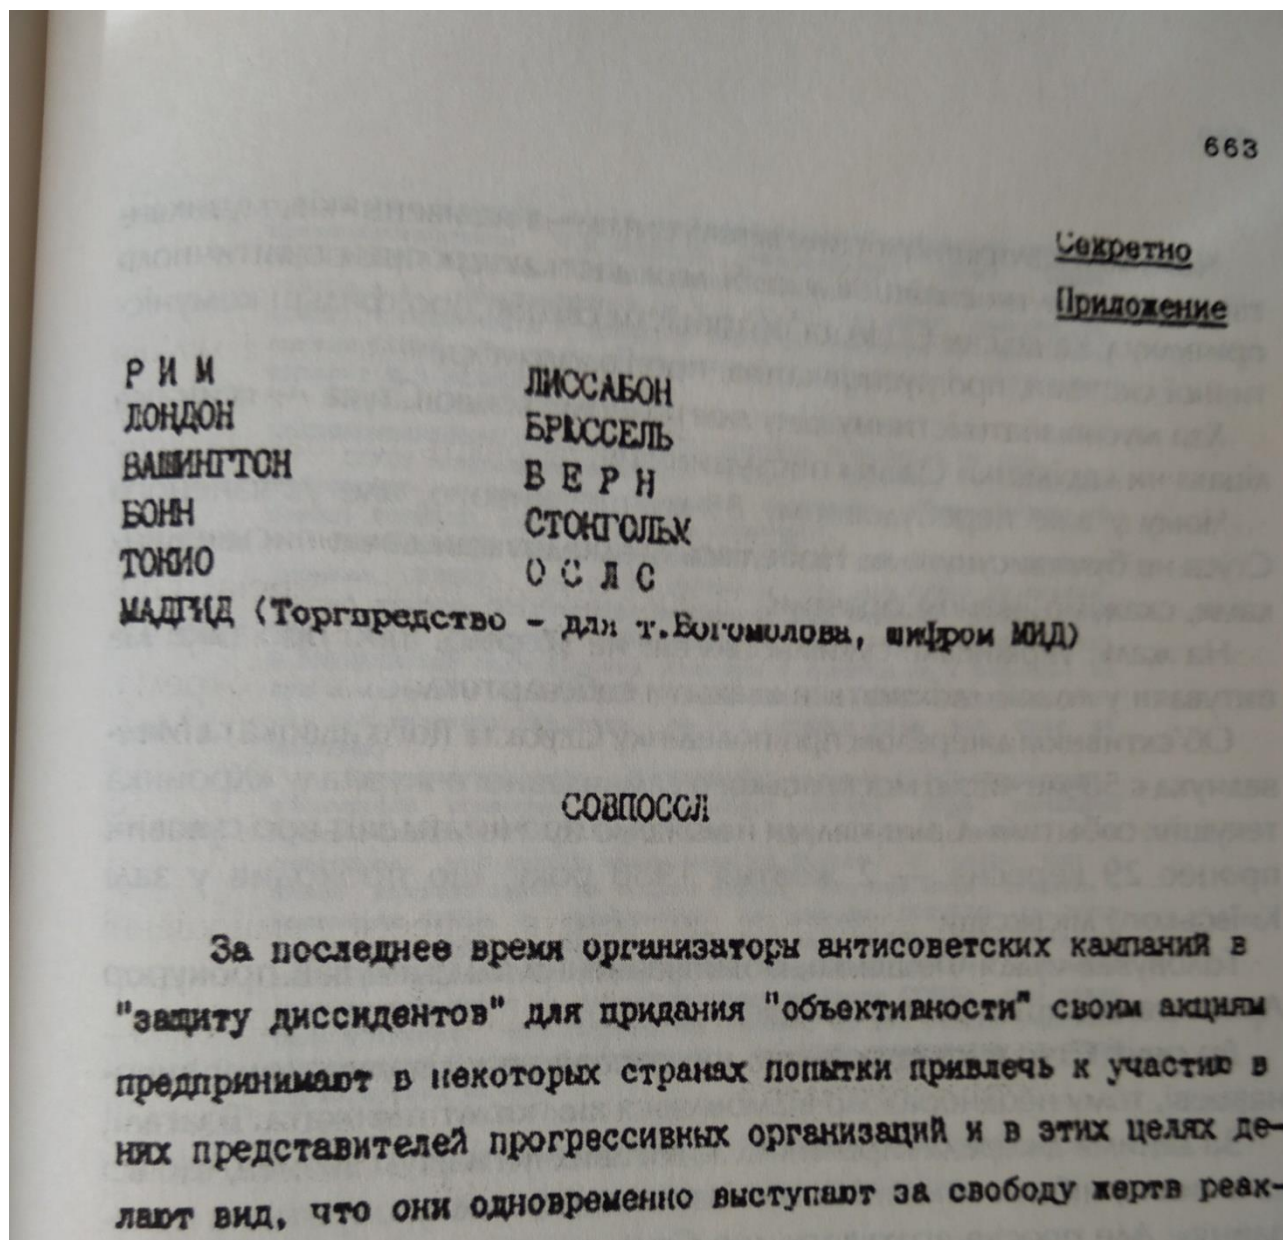 663
Секретно
Приложение
Р И М ЛИССАБОН
ЛОНДОН БРЮССЕЛЬ
ВАШИНГТОН Б Е Р Н
БОНН СТОКГОЛЬМ
ТОКИО О С Л О
МАДРИД (Торгпредство - для т.Богомолова, шифром МИД)
СОВПОСОЛ
За последнее время организаторы антисоветских кампаний в
"защиту диссидентов" для придания "объективности" своим акциям
предпринимают в некоторых странах попытки привлечь к участию в
них представителей прогрессивных организаций и в этих целях де-
лают вид, что они одновременно выступают за свободу жертв реак-